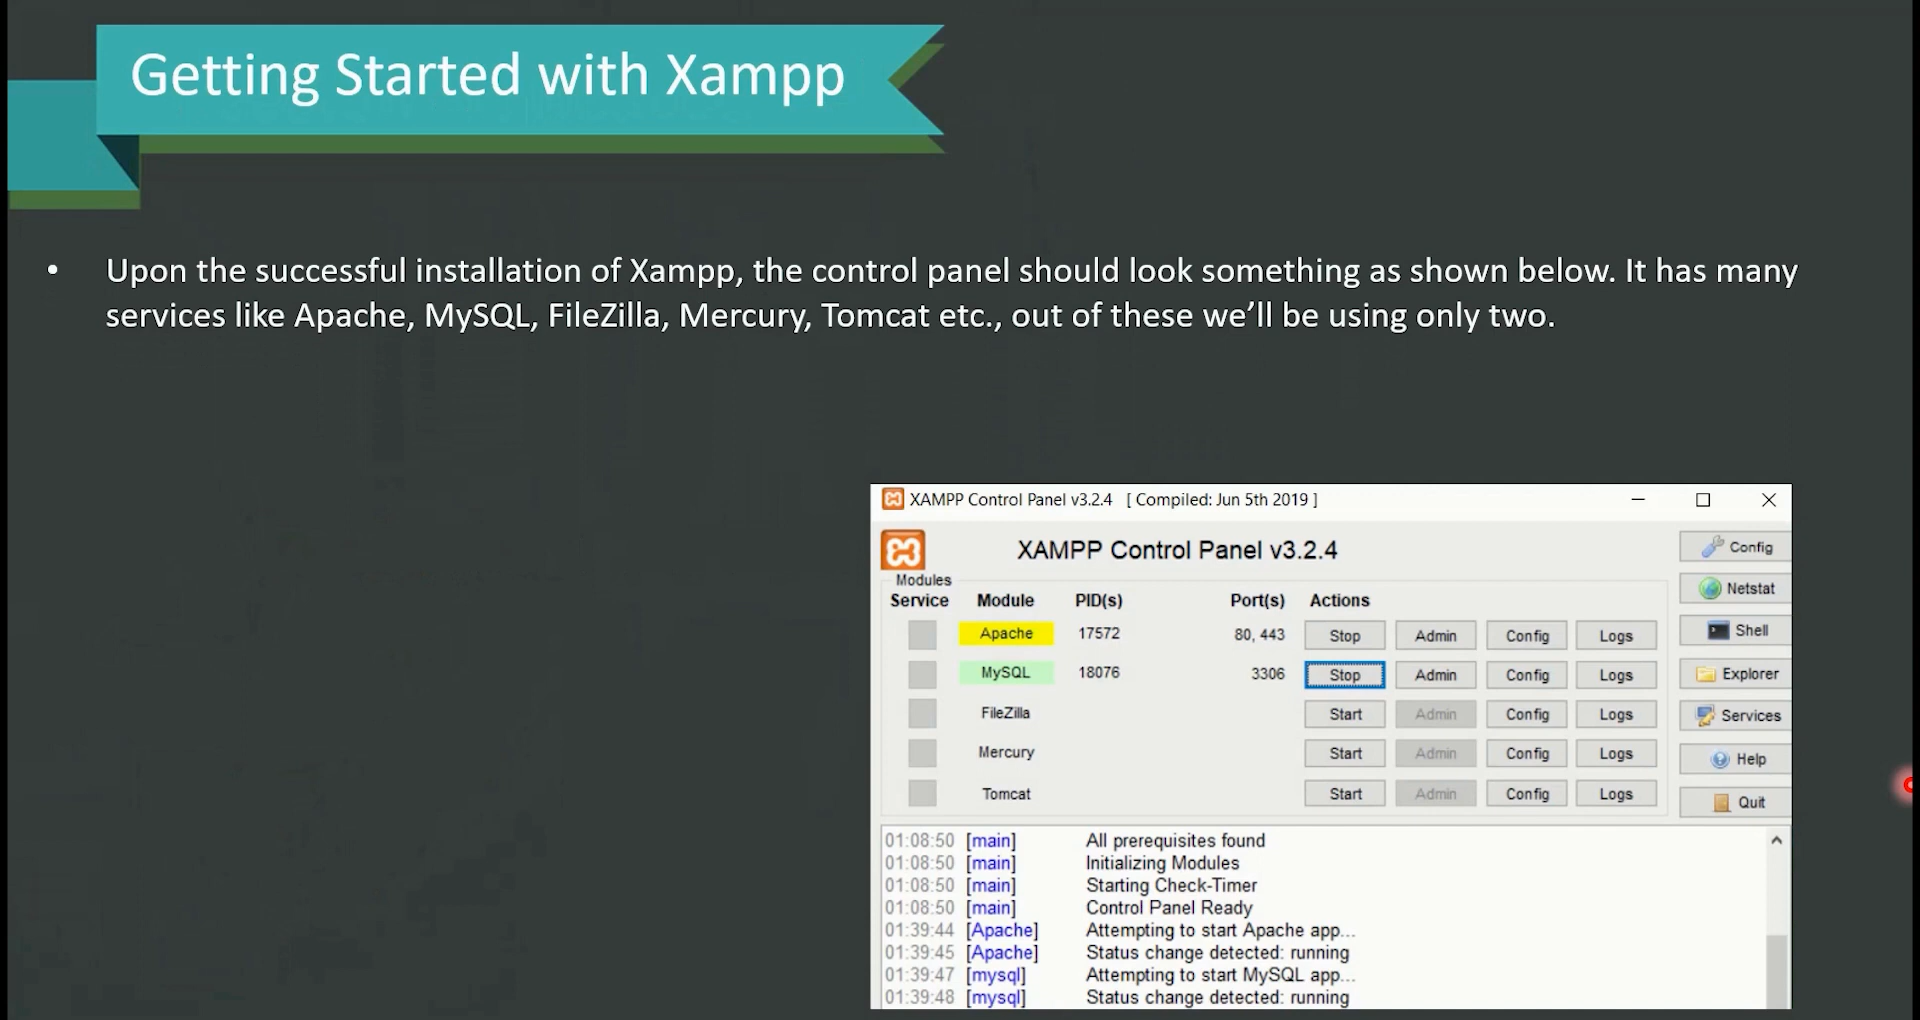 Getting Started with Xampp
• Upon the successful installation of Xampp, the control panel should look something as shown below. It has many
services like Apache, MySQL, FileZilla, Mercury, Tomcat etc., out of these we’ll be using only two.
XAMPP Control Panel v3.2.4 [ Compiled: Jun 5th 2019 ]
XAMPP Control Panel v3.2.4 Config
Modules
Netstat
Service Module PID(s) Port(s) Actions
Apache 17572 80, 443 Stop Admin Config Logs Shell
MySQL 18076 3306 Stop Admin Config Logs Explorer
FileZilla Start Admin Config Logs Services
Mercury Start Admin Config Logs Help
Tomcat Start Admin Config Logs Quit
01:08:50 [main] All prerequisites found
01:08:50 [main] Initializing Modules
01:08:50 [main] Starting Check-Timer
01:08:50 [main] Control Panel Ready
01:39:44 [Apache] Attempting to start Apache app...
01:39:45 [Apache] Status change detected: running
01:39:47 [mysql] Attempting to start MySQL app...
01:39:48 [mysql] Status change detected: running